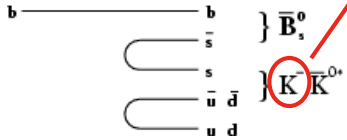 b b
s̄ } B̄⁰ₛ
s } K⁻ K̄⁰*
ū d̄
u d